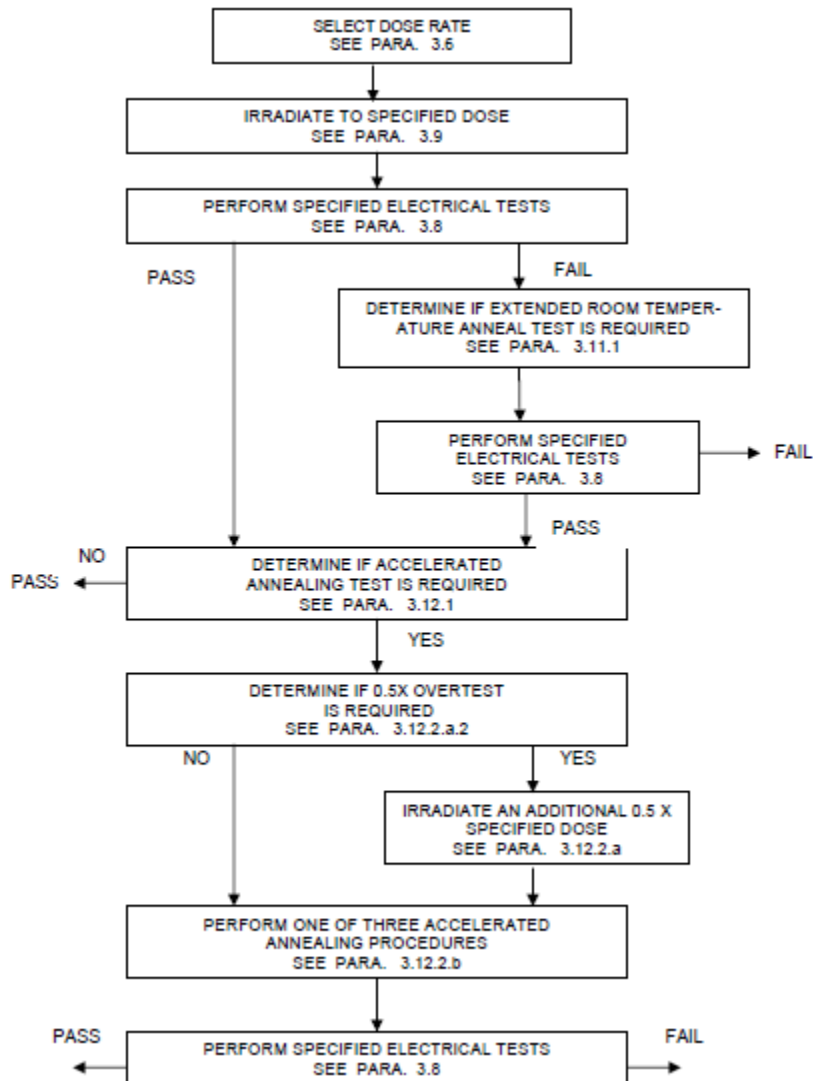 SELECT DOSE RATE
SEE PARA. 3.6
IRRADIATE TO SPECIFIED DOSE
SEE PARA. 3.9
PERFORM SPECIFIED ELECTRICAL TESTS
SEE PARA. 3.8
PASS
FAIL
DETERMINE IF EXTENDED ROOM TEMPER-
ATURE ANNEAL TEST IS REQUIRED
SEE PARA. 3.11.1
PERFORM SPECIFIED
ELECTRICAL TESTS
SEE PARA. 3.8
FAIL
PASS
NO
PASS
DETERMINE IF ACCELERATED
ANNEALING TEST IS REQUIRED
SEE PARA. 3.12.1
YES
DETERMINE IF 0.5X OVERTEST
IS REQUIRED
SEE PARA. 3.12.2.a.2
NO
YES
IRRADIATE AN ADDITIONAL 0.5 X
SPECIFIED DOSE
SEE PARA. 3.12.2.a
PERFORM ONE OF THREE ACCELERATED
ANNEALING PROCEDURES
SEE PARA. 3.12.2.b
PASS
FAIL
PERFORM SPECIFIED ELECTRICAL TESTS
SEE PARA. 3.8